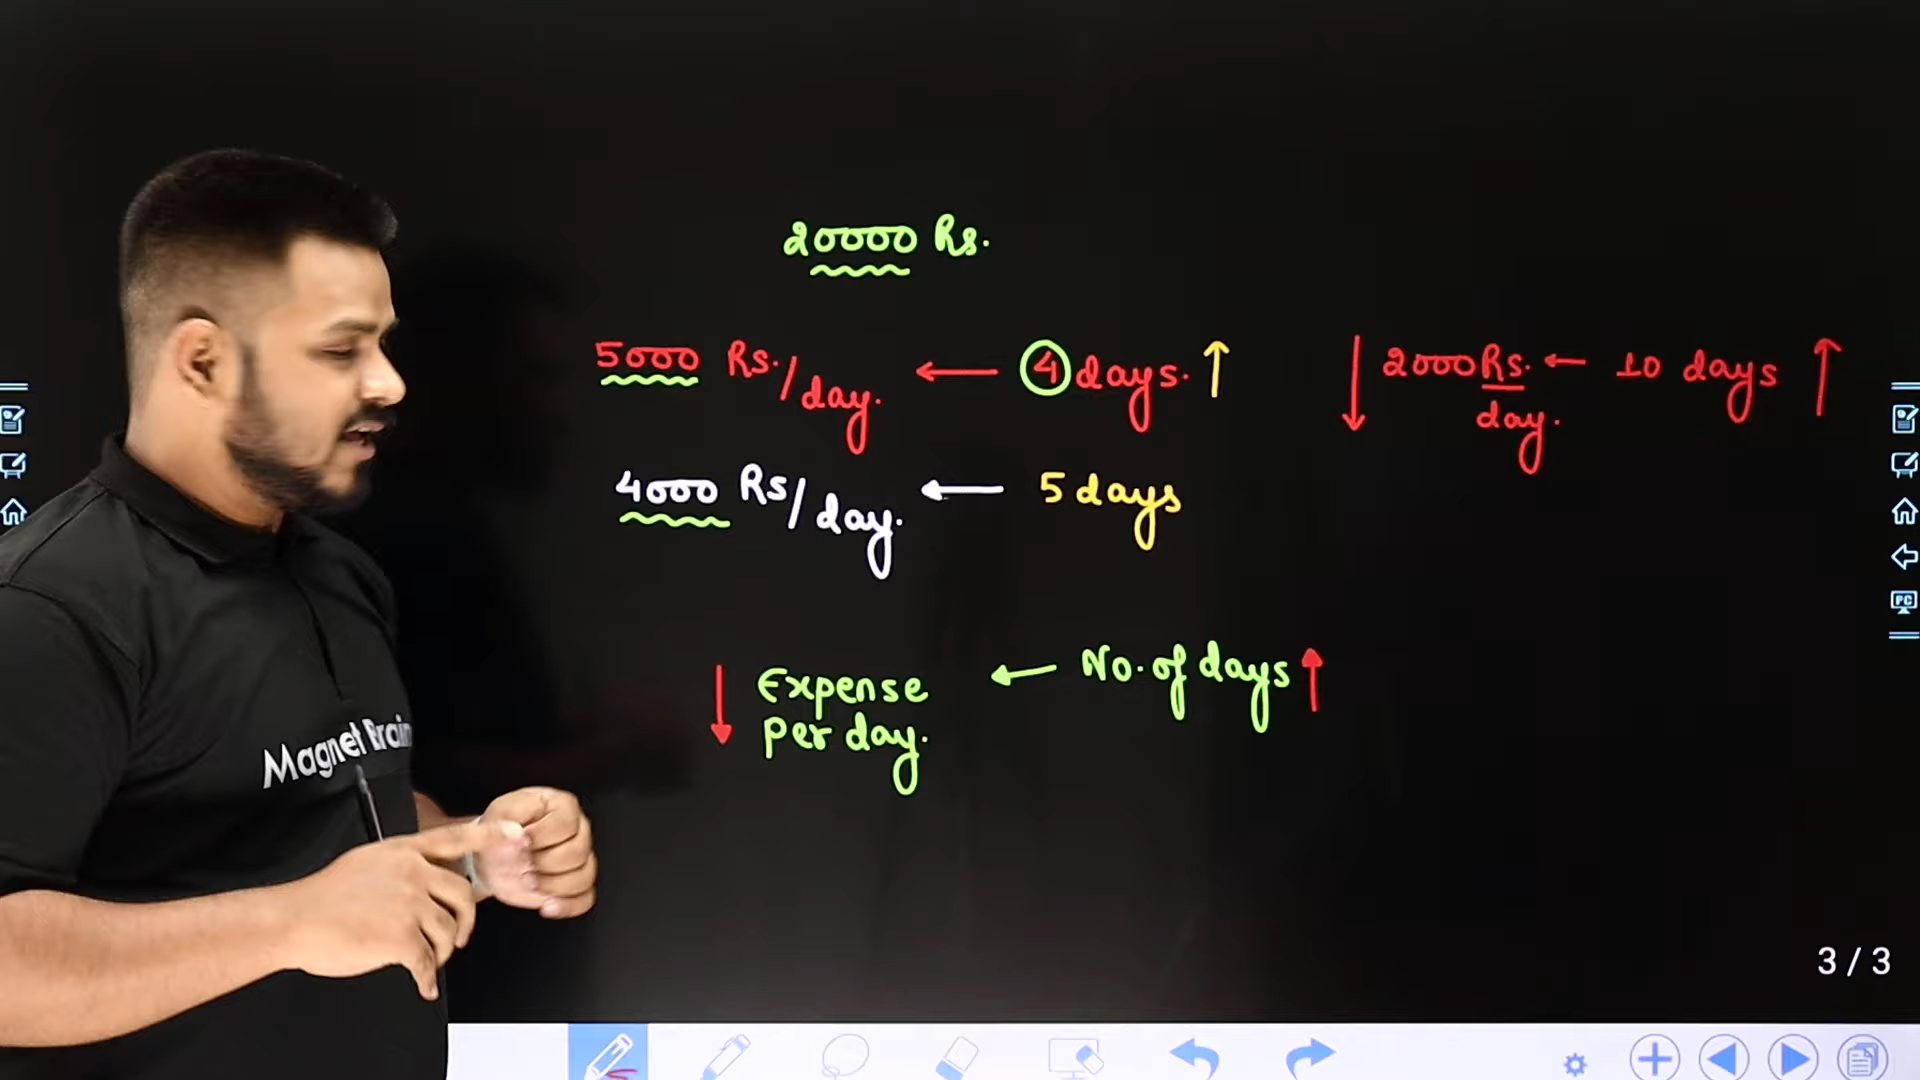 20000 Rs.
5000 Rs./day. ← 4 days. ↑
↓ 2000 Rs./day. ← 10 days ↑
4000 Rs/day. ← 5 days
↓ Expense per day. ← No. of days ↑
Magnet Brain
PC
3 / 3